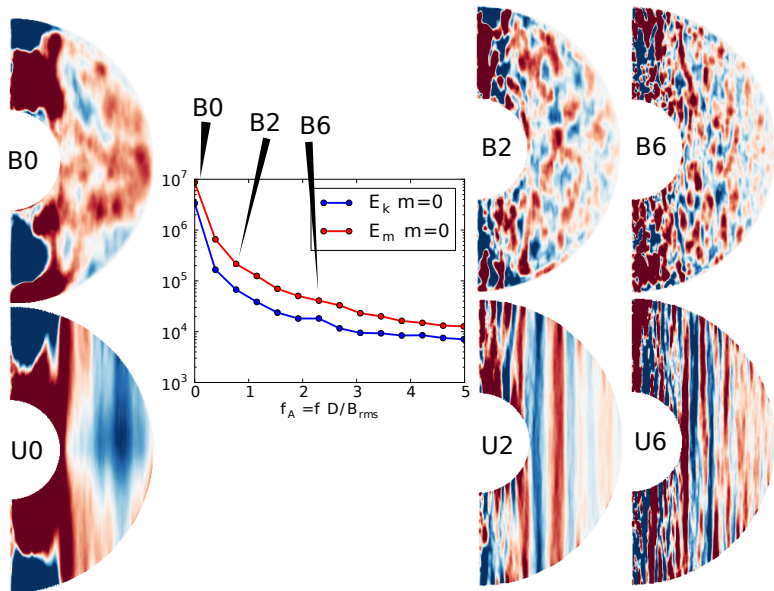 B0
B2
B6
B0
B2
B6
10^7
E_k m=0
E_m m=0
10^6
10^5
10^4
10^3
0 1 2 3 4 5
f_A =f D/B_rms
U0
U2
U6